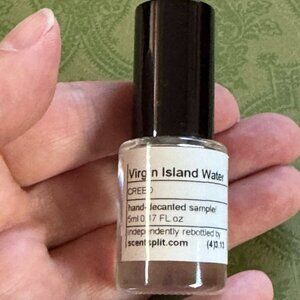 Virgin Island Water
CREED
hand-decanted sample/
5ml 0.17 FL oz
independently rebottled by
scentsplit.com